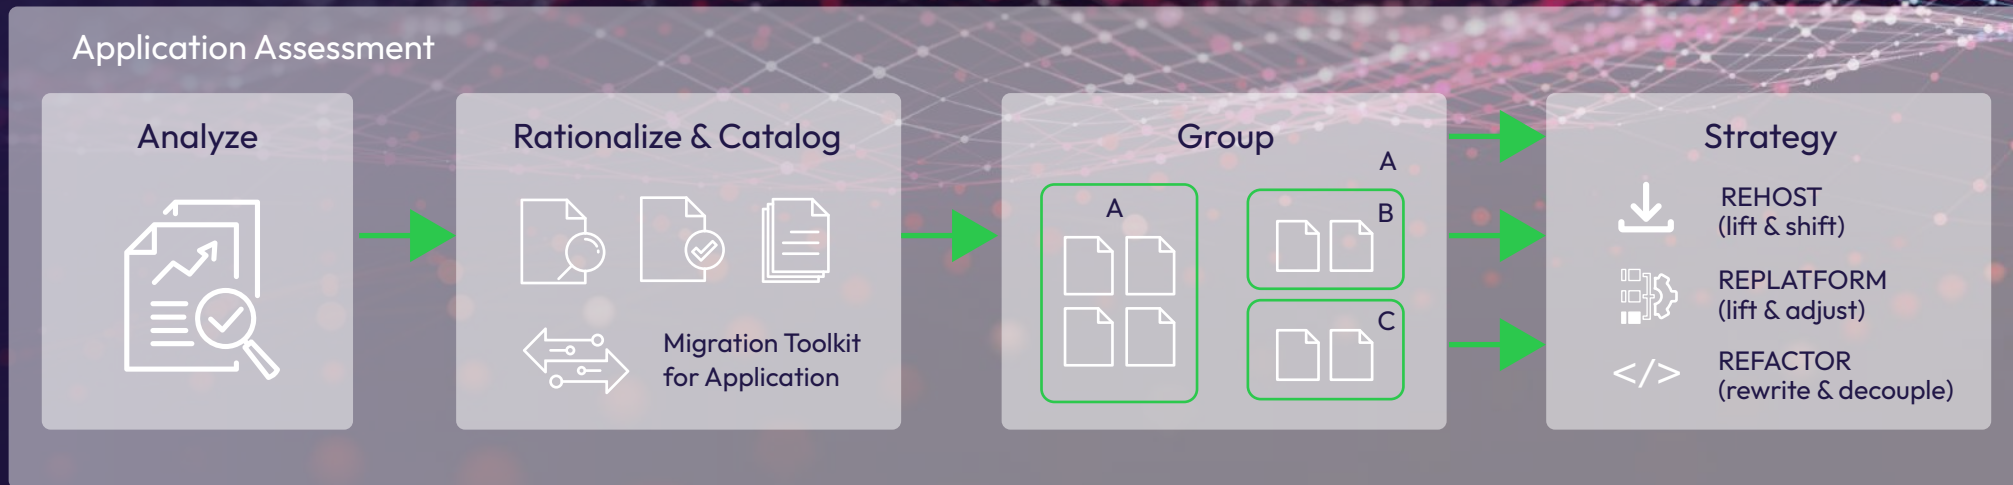 Application Assessment
Analyze
Rationalize & Catalog
Migration Toolkit
for Application
Group
A
A
B
C
Strategy
REHOST
(lift & shift)
REPLATFORM
(lift & adjust)
</>
REFACTOR
(rewrite & decouple)